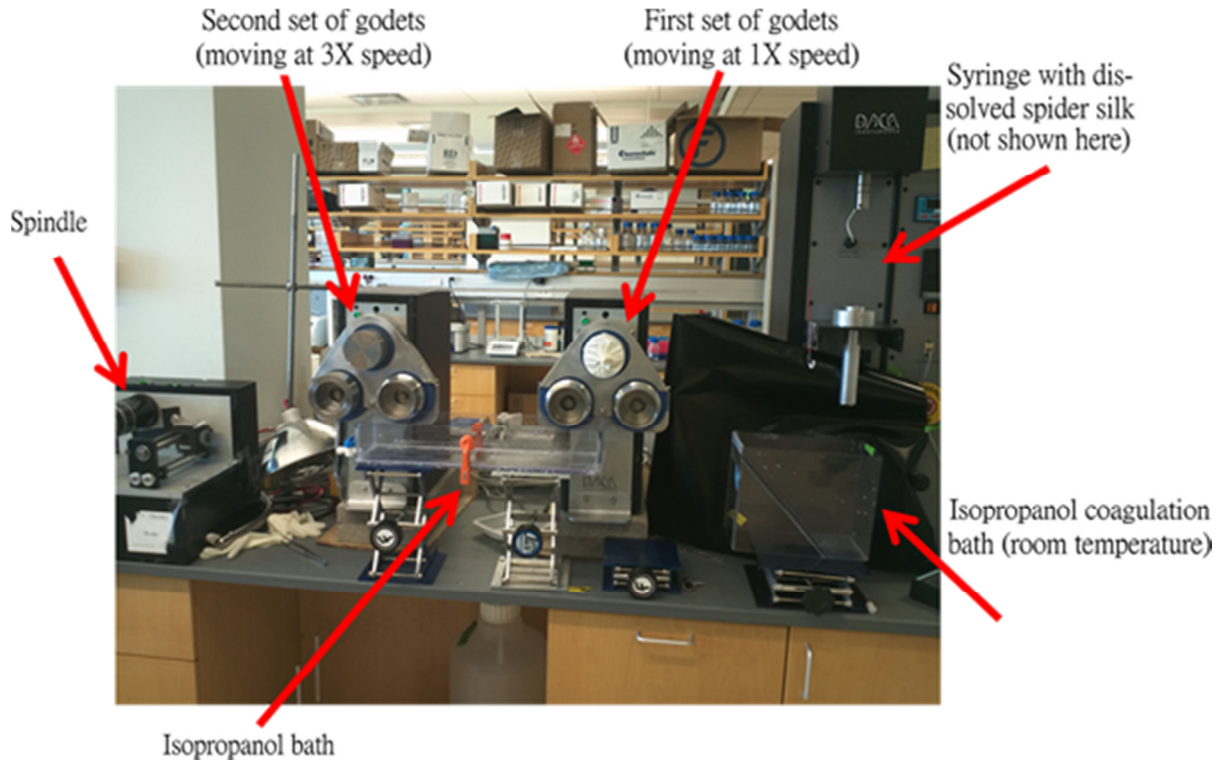 Second set of godets
(moving at 3X speed)
First set of godets
(moving at 1X speed)
Syringe with dis-
solved spider silk
(not shown here)
Spindle
DACA
DACA
Isopropanol coagulation
bath (room temperature)
Isopropanol bath